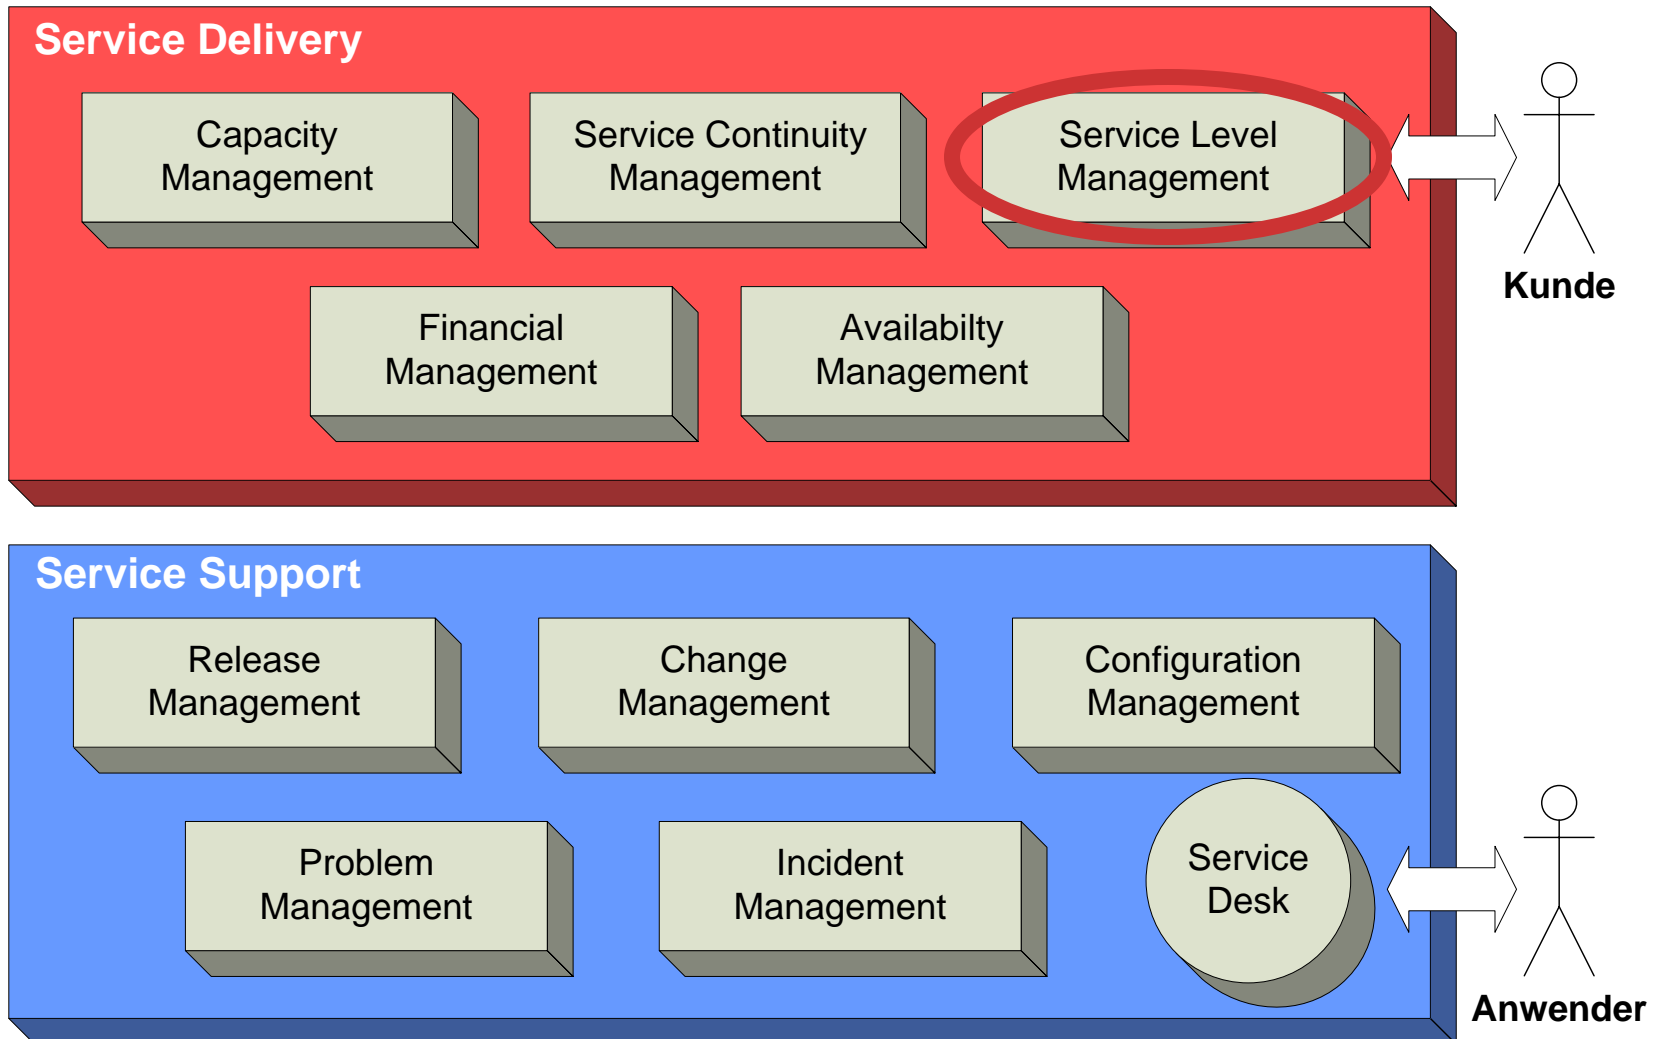 Service Delivery
Capacity
Management
Service Continuity
Management
Service Level
Management
Kunde
Financial
Management
Availabilty
Management
Service Support
Release
Management
Change
Management
Configuration
Management
Problem
Management
Incident
Management
Service
Desk
Anwender